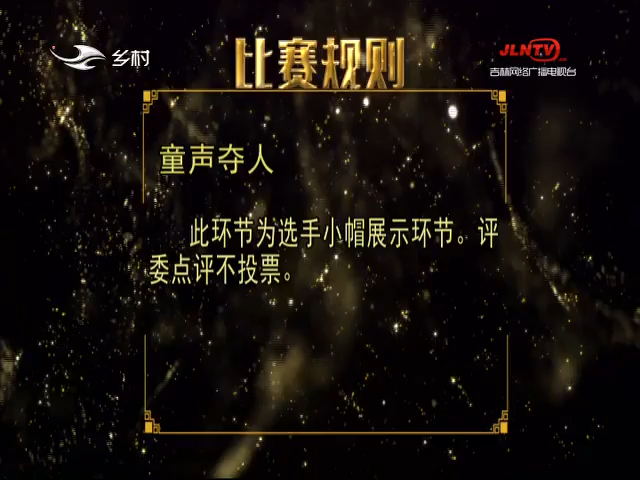 乡村
比赛规则
JLNTV
吉林网络广播电视台
童声夺人
此环节为选手小帽展示环节。评
委点评不投票。